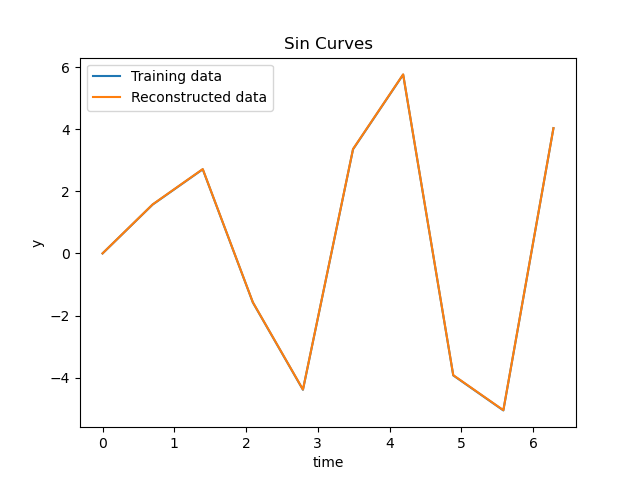 Sin Curves
Training data
Reconstructed data
6
4
2
0
−2
−4
y
0 1 2 3 4 5 6
time